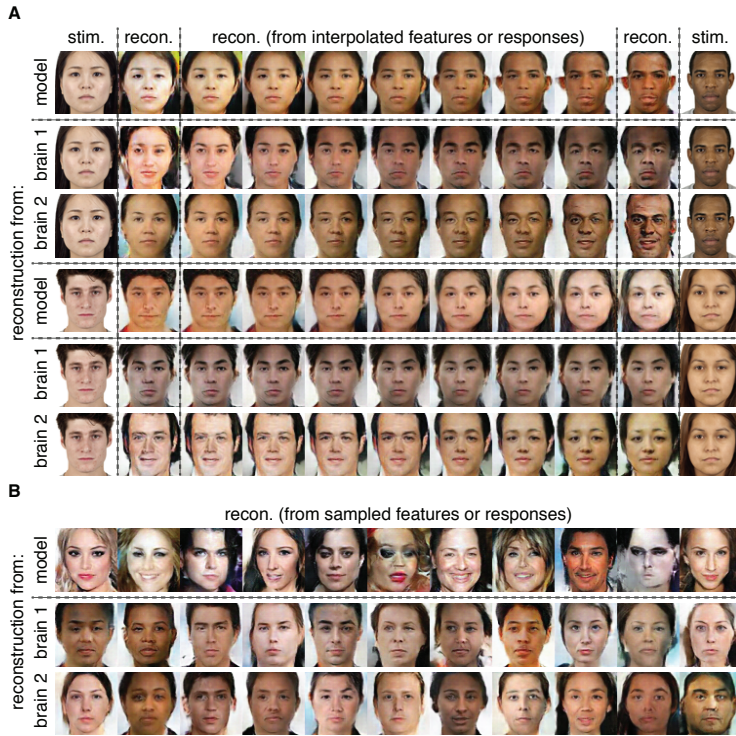 A
stim. recon. recon. (from interpolated features or responses) recon. stim.
reconstruction from:
model
brain 1
brain 2
model
brain 1
brain 2
B
recon. (from sampled features or responses)
reconstruction from:
model
brain 1
brain 2